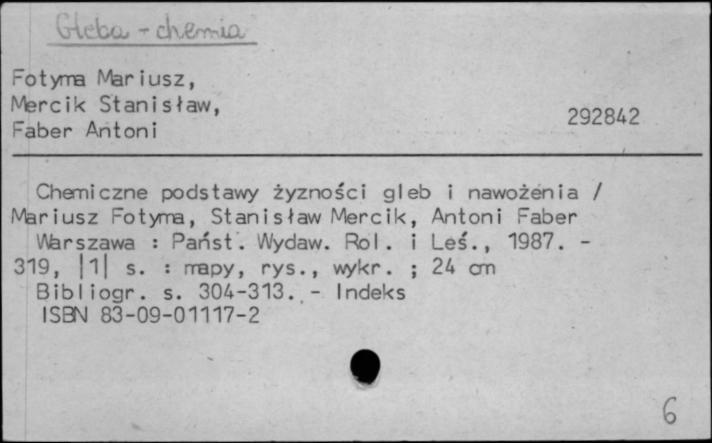 Gleba - chemia
Fotyma Mariusz,
Mercik Stanisław,
Faber Antoni
292842
Chemiczne podstawy żyzności gleb i nawożenia /
Mariusz Fotyma, Stanisław Mercik, Antoni Faber
Warszawa : Państ. Wydaw. Rol. i Leś., 1987. -
319, |1| s. : mapy, rys., wykr. ; 24 cm
Bibliogr. s. 304-313. - Indeks
ISBN 83-09-01117-2
6